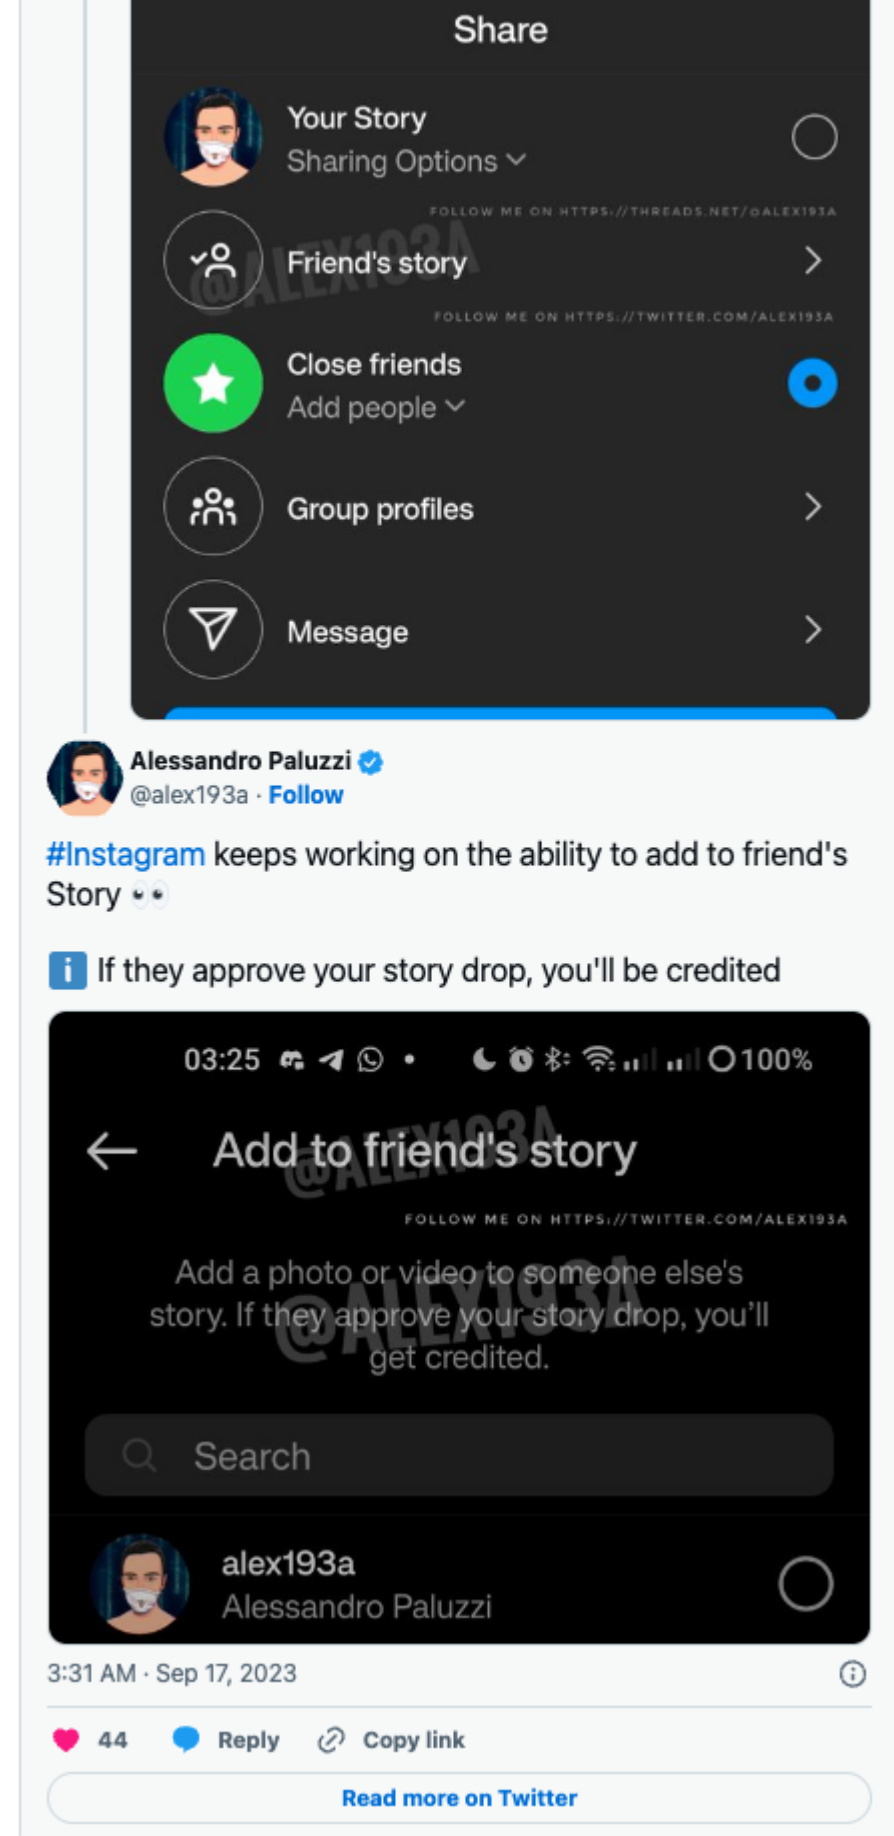 Share
Your Story
Sharing Options
FOLLOW ME ON HTTPS://THREADS.NET/@ALEX193A
@ALEX193A
Friend's story
FOLLOW ME ON HTTPS://TWITTER.COM/ALEX193A
Close friends
Add people
Group profiles
Message
Alessandro Paluzzi
@alex193a · Follow
#Instagram keeps working on the ability to add to friend's
Story 👀
ℹ️ If they approve your story drop, you'll be credited
03:25 100%
Add to friend's story
@ALEX193A
FOLLOW ME ON HTTPS://TWITTER.COM/ALEX193A
Add a photo or video to someone else's
story. If they approve your story drop, you'll
get credited.
@ALEX193A
Search
alex193a
Alessandro Paluzzi
3:31 AM · Sep 17, 2023
44 Reply Copy link
Read more on Twitter